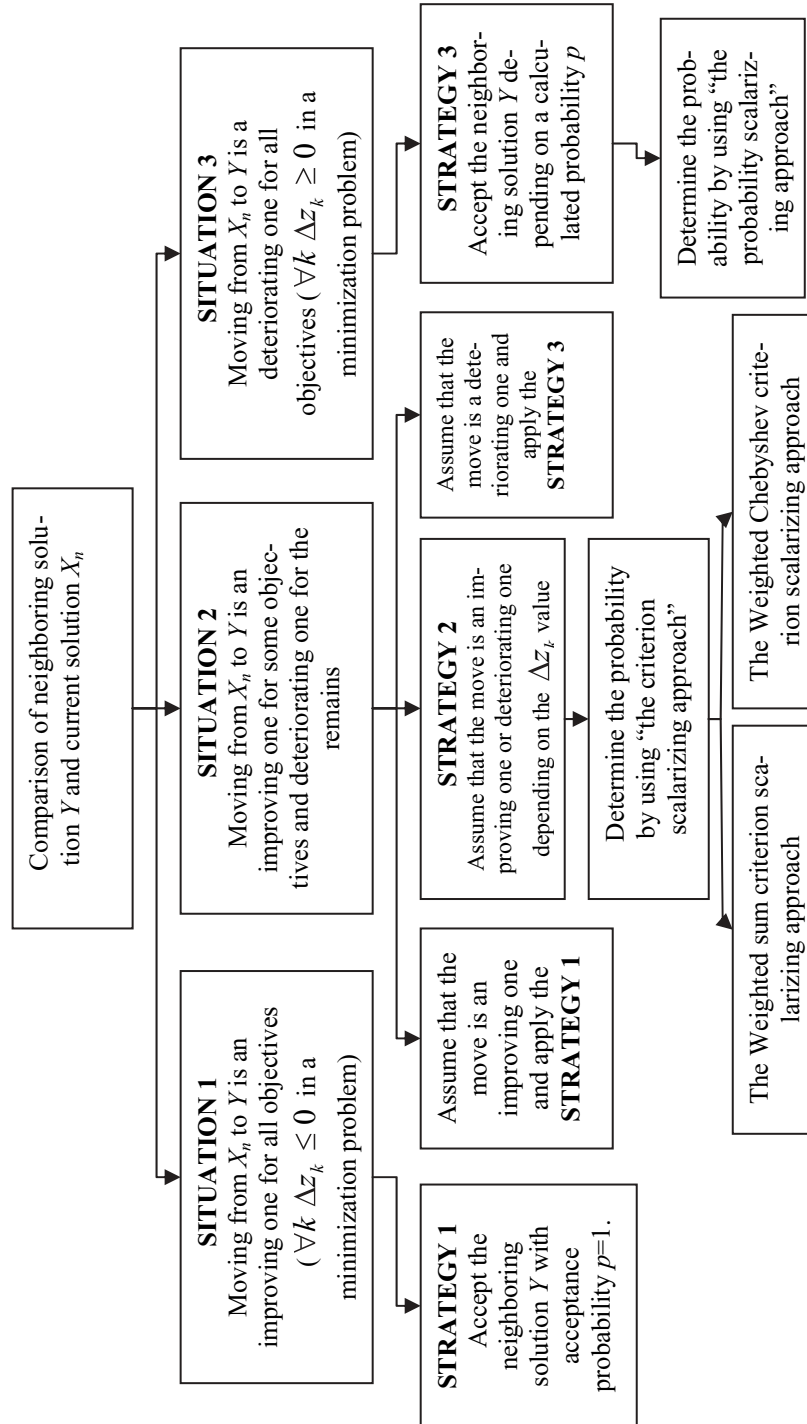 Comparison of neighboring solu-
tion Y and current solution Xₙ
SITUATION 1
Moving from Xₙ to Y is an
improving one for all objectives
(∀k Δzₖ ≤ 0 in a
minimization problem)
SITUATION 2
Moving from Xₙ to Y is an
improving one for some objec-
tives and deteriorating one for the
remains
SITUATION 3
Moving from Xₙ to Y is a
deteriorating one for all
objectives (∀k Δzₖ ≥ 0 in a
minimization problem)
STRATEGY 1
Accept the
neighboring
solution Y with
acceptance
probability p=1.
Assume that the
move is an
improving one
and apply the
STRATEGY 1
STRATEGY 2
Assume that the move is an im-
proving one or deteriorating one
depending on the Δzₖ value
Assume that the
move is a dete-
riorating one and
apply the
STRATEGY 3
STRATEGY 3
Accept the neighbor-
ing solution Y de-
pending on a calcu-
lated probability p
Determine the probability
by using “the criterion
scalarizing approach”
Determine the prob-
ability by using “the
probability scalariz-
ing approach”
The Weighted sum criterion sca-
larizing approach
The Weighted Chebyshev crite-
rion scalarizing approach